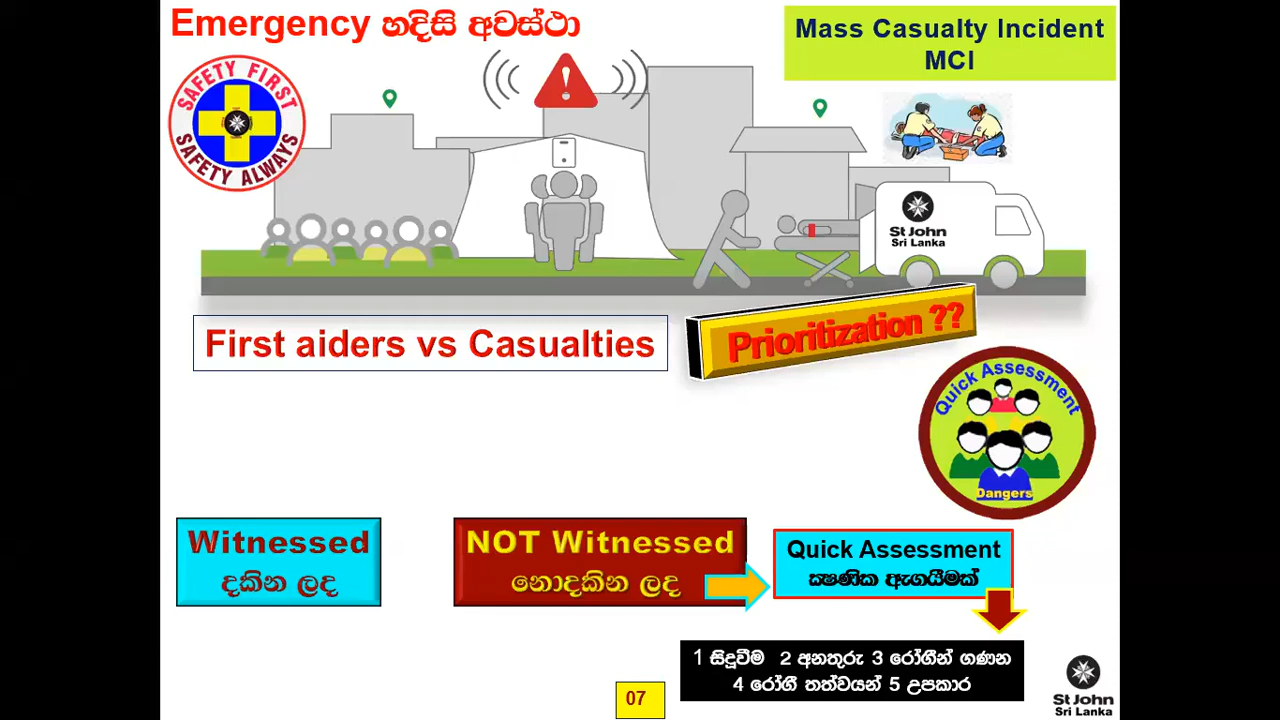 Emergency හදිසි අවස්ථා
Mass Casualty Incident
MCI
SAFETY FIRST
SAFETY ALWAYS
St John
Sri Lanka
First aiders vs Casualties
Prioritization ??
Quick Assessment
Dangers
Witnessed
දකින ලද
NOT Witnessed
නොදකින ලද
Quick Assessment
ක්‍ෂණික ඇගයීමක්
1 සිදූවීම 2 අනතුරු 3 රෝගීන් ගණන
4 රෝගී තත්වයන් 5 උපකාර
07
St John
Sri Lanka